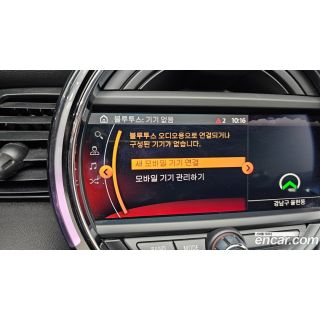 블루투스: 기기 없음
2 10:16
블루투스 오디오용으로 연결되거나
구성된 기기가 없습니다.
새 모바일 기기 연결
모바일 기기 관리하기
강남구 율현동
BAND
MODE
encar.com